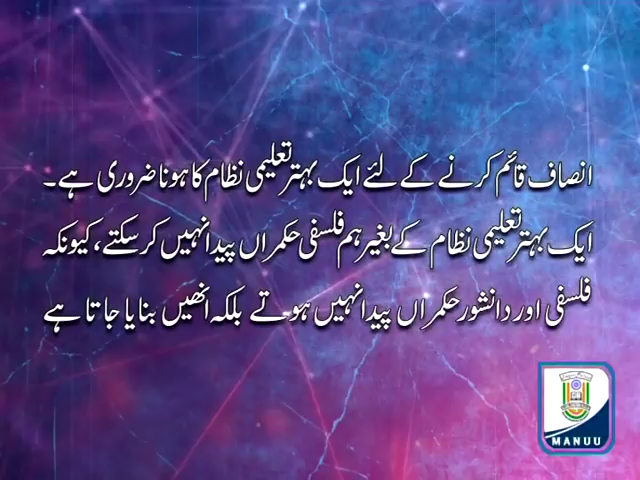 انصاف قائم کرنے کے لئے ایک بہتر تعلیمی نظام کا ہونا ضروری ہے۔
ایک بہتر تعلیمی نظام کے بغیر ہم فلسفی حکمراں پیدا نہیں کر سکتے، کیونکہ
فلسفی اور دانشور حکمراں پیدا نہیں ہوتے بلکہ انھیں بنایا جاتا ہے
MANUU